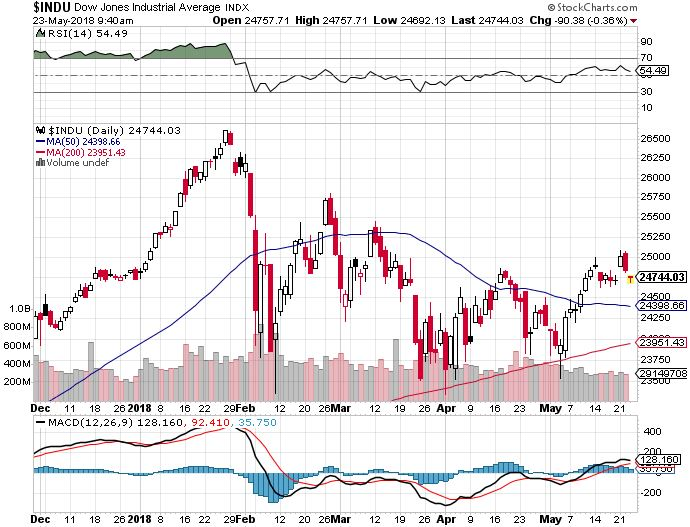 $INDU Dow Jones Industrial Average INDX
© StockCharts.com
23-May-2018 9:40am
Open 24757.71 High 24757.71 Low 24692.13 Last 24744.03 Chg -90.38 (-0.36%)
RSI(14) 54.49
90
70
54.49
50
30
10
$INDU (Daily) 24744.03
MA(50) 24398.66
MA(200) 23951.43
Volume undef
26500
26250
26000
25750
25500
25250
25000
24744.03
24500
24398.66
24250
23951.43
23750
29149708
23500
1.0B
800M
600M
400M
200M
Dec 11 18 26 2018 8 16 22 29 Feb 12 20 26 Mar 12 19 26 Apr 9 16 23 May 7 14 21
MACD(12,26,9) 128.160, 92.410, 35.750
400
200
128.160
35.750
0
-200
Dec 11 18 26 2018 8 16 22 29 Feb 12 20 26 Mar 12 19 26 Apr 9 16 23 May 7 14 21